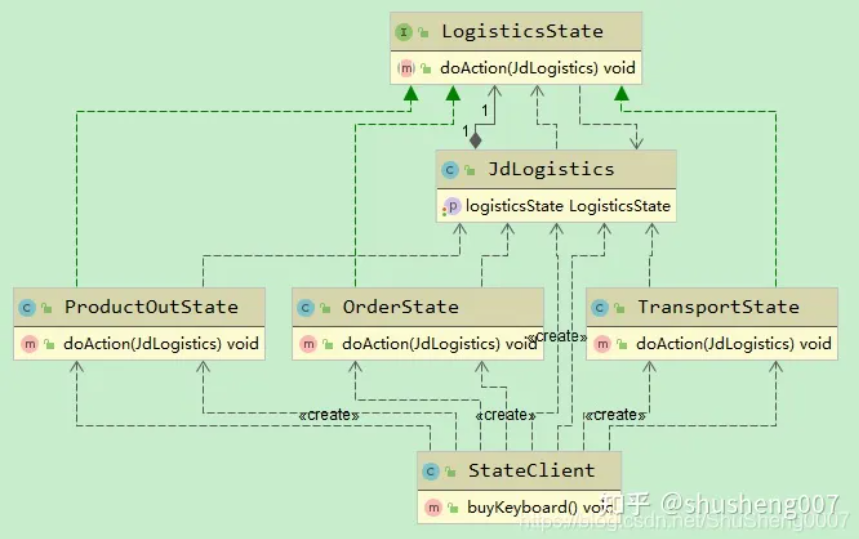 I LogisticsState
m doAction(JdLogistics) void
1
1
C JdLogistics
p logisticsState LogisticsState
C ProductOutState
m doAction(JdLogistics) void
C OrderState
m doAction(JdLogistics) void
C TransportState
m doAction(JdLogistics) void
«create»
«create»
«create»
«create»
C StateClient
m buyKeyboard() void
知乎 @shusheng007
https://blog.csdn.net/ShuSheng0007